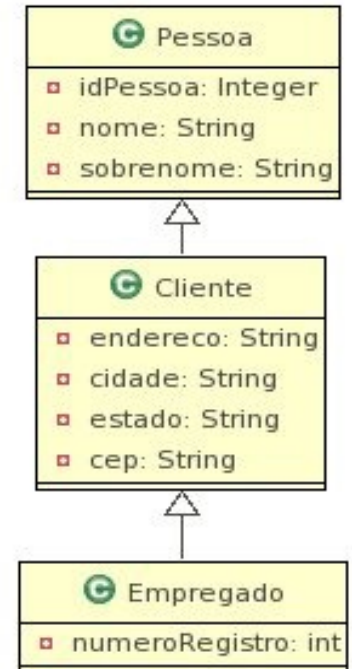 C Pessoa
idPessoa: Integer
nome: String
sobrenome: String
C Cliente
endereco: String
cidade: String
estado: String
cep: String
C Empregado
numeroRegistro: int